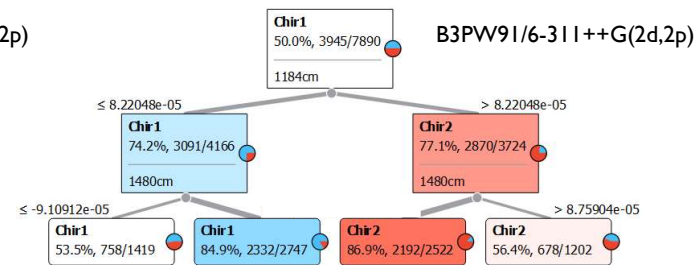 2p)
B3PW91/6-311++G(2d,2p)
Chir1
50.0%, 3945/7890
1184cm
≤ 8.22048e-05
> 8.22048e-05
Chir1
74.2%, 3091/4166
1480cm
Chir2
77.1%, 2870/3724
1480cm
≤ -9.10912e-05
> 8.75904e-05
Chir1
53.5%, 758/1419
Chir1
84.9%, 2332/2747
Chir2
86.9%, 2192/2522
Chir2
56.4%, 678/1202